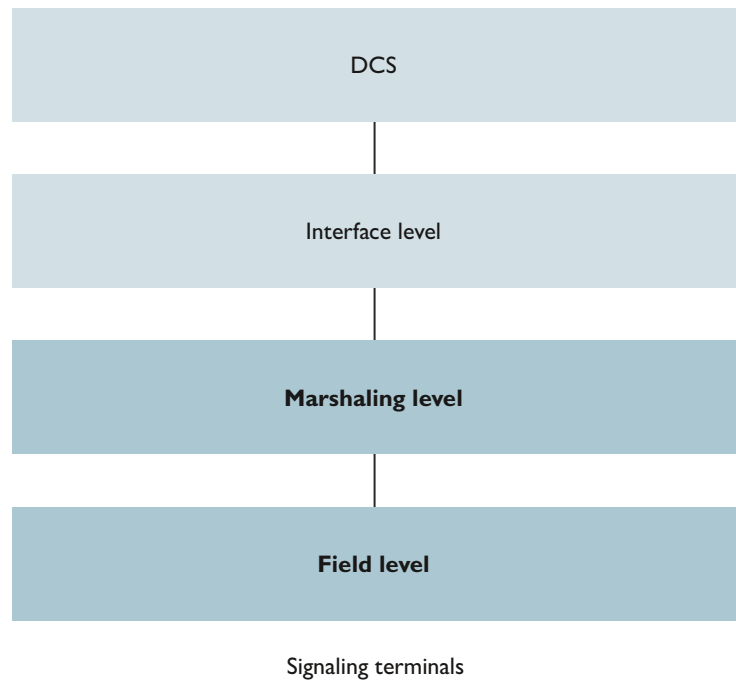 DCS
Interface level
Marshaling level
Field level
Signaling terminals